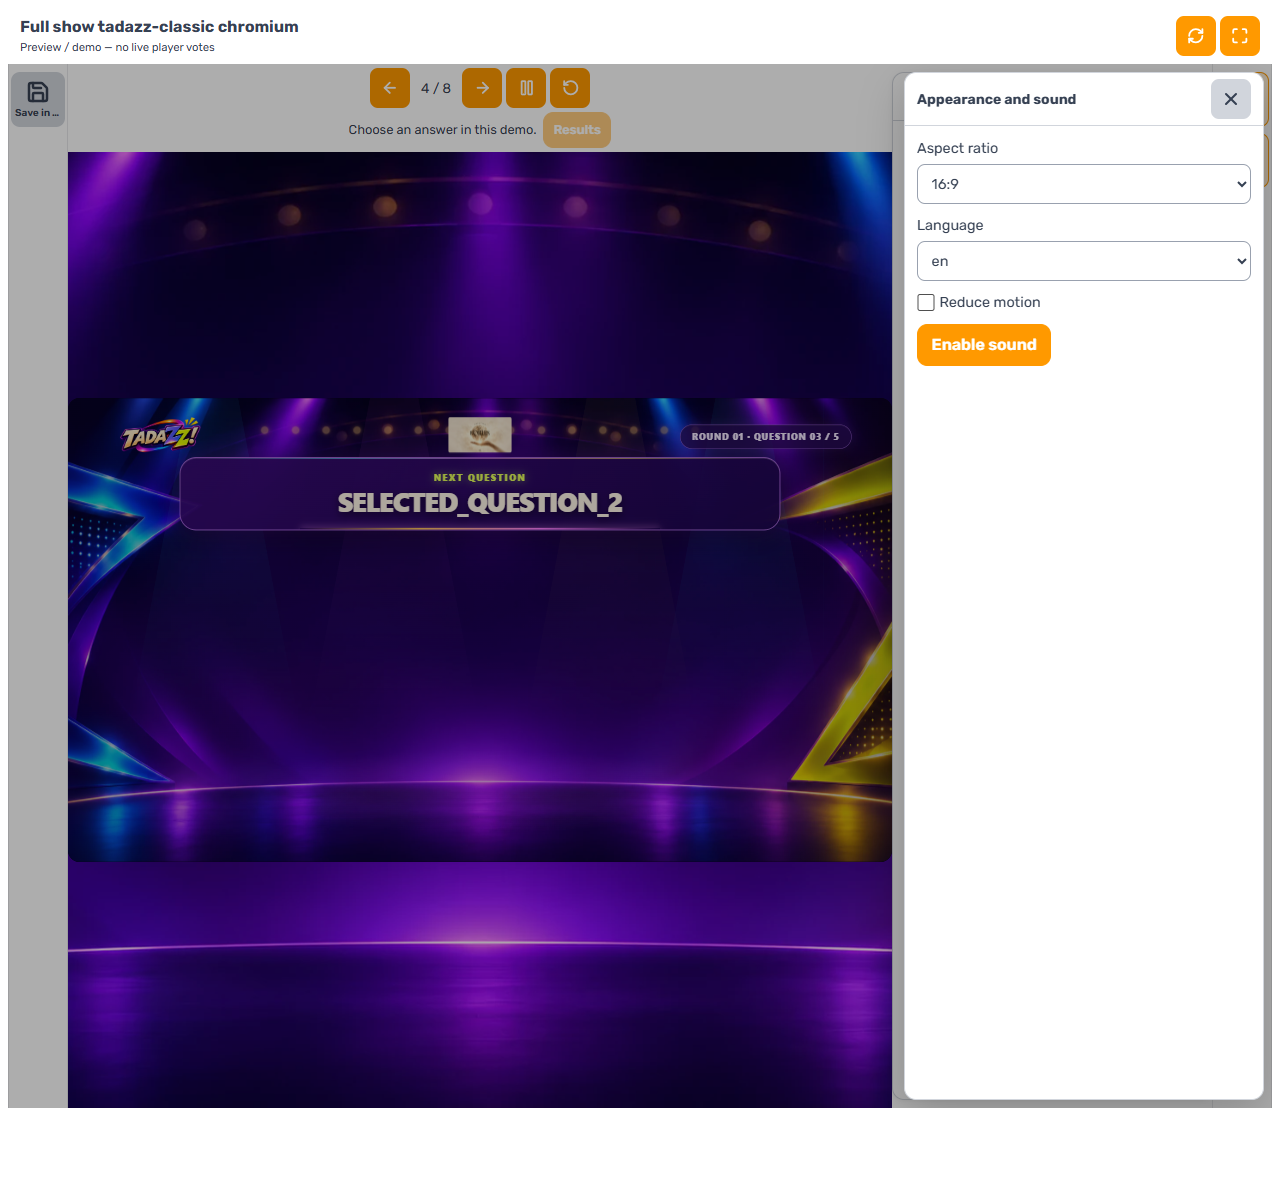 Full show tadazz-classic chromium
Preview / demo — no live player votes
Save in ...
4 / 8
Choose an answer in this demo.
Results
TADAZZ!
ROUND 01 · QUESTION 03 / 5
NEXT QUESTION
SELECTED_QUESTION_2
Appearance and sound
Aspect ratio
16:9
Language
en
Reduce motion
Enable sound